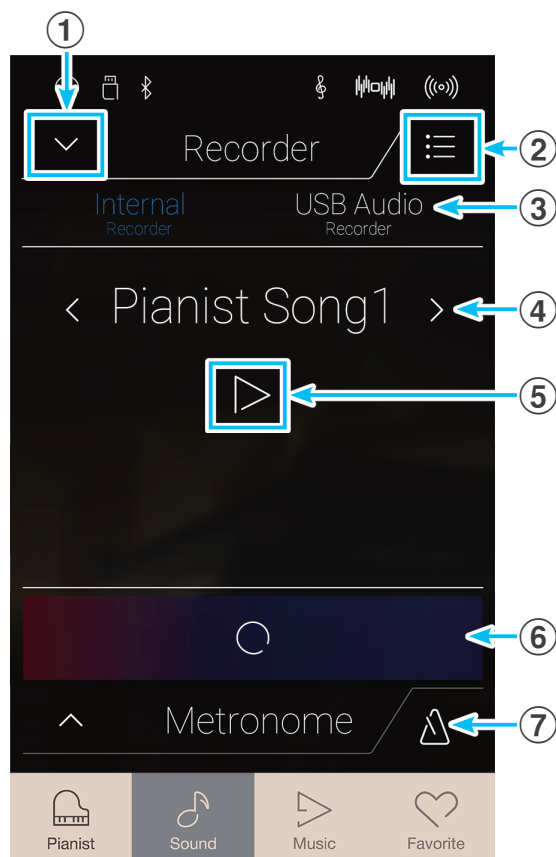 ①
Recorder
②
Internal
Recorder
USB Audio
Recorder
③
Pianist Song1
④
⑤
⑥
Metronome
⑦
Pianist
Sound
Music
Favorite